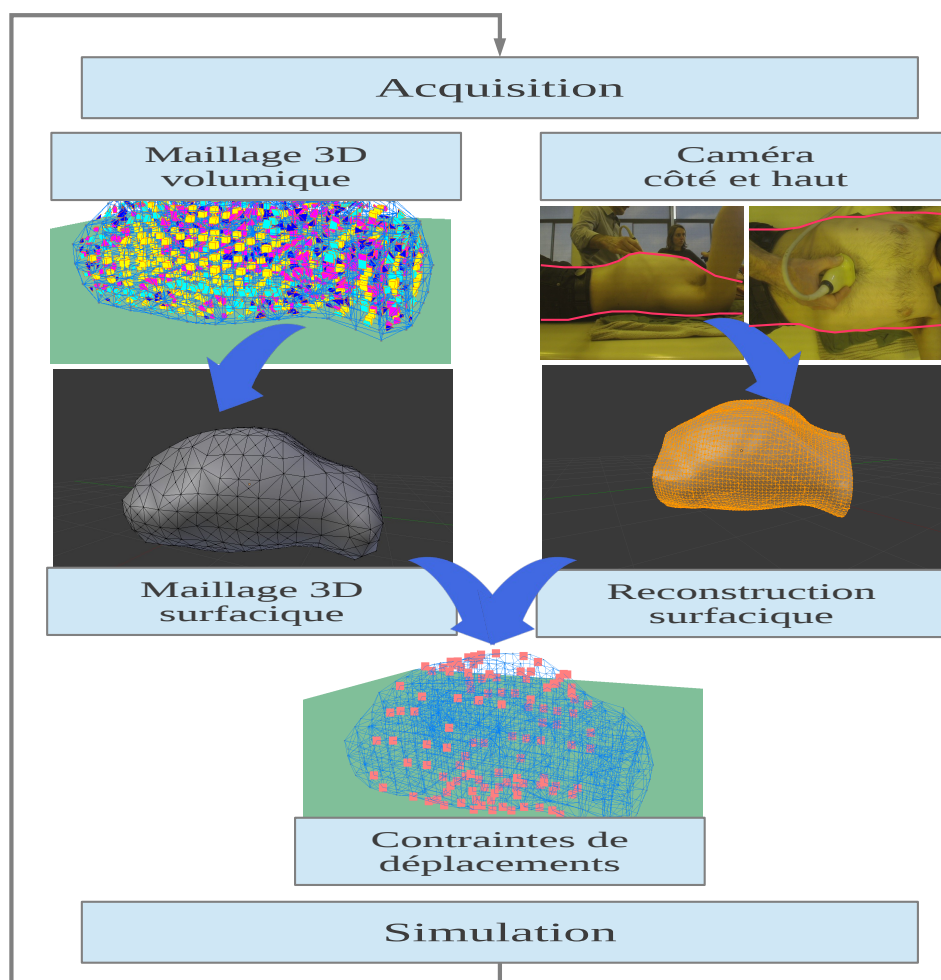 Acquisition
Maillage 3D
volumique
Caméra
côté et haut
Maillage 3D
surfacique
Reconstruction
surfacique
Contraintes de
déplacements
Simulation